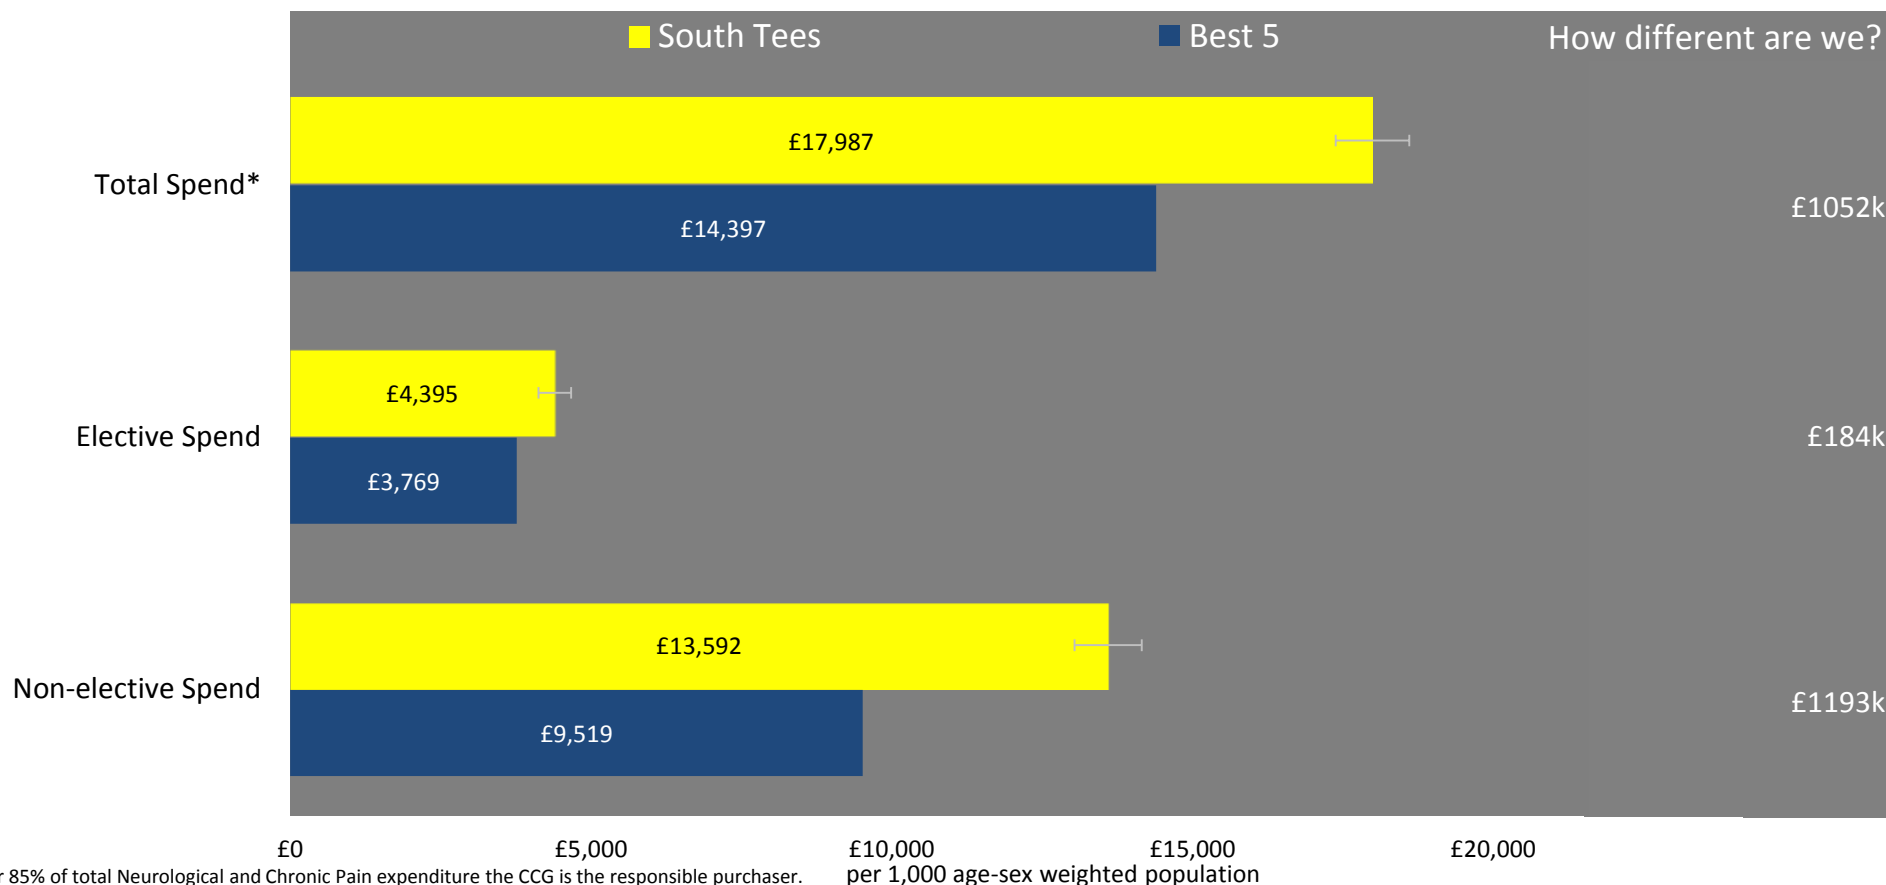 South Tees Best 5 How different are we?
Total Spend* £17,987 £14,397 £1052k
Elective Spend £4,395 £3,769 £184k
Non-elective Spend £13,592 £9,519 £1193k
£0 £5,000 £10,000 £15,000 £20,000
85% of total Neurological and Chronic Pain expenditure the CCG is the responsible purchaser. per 1,000 age-sex weighted population